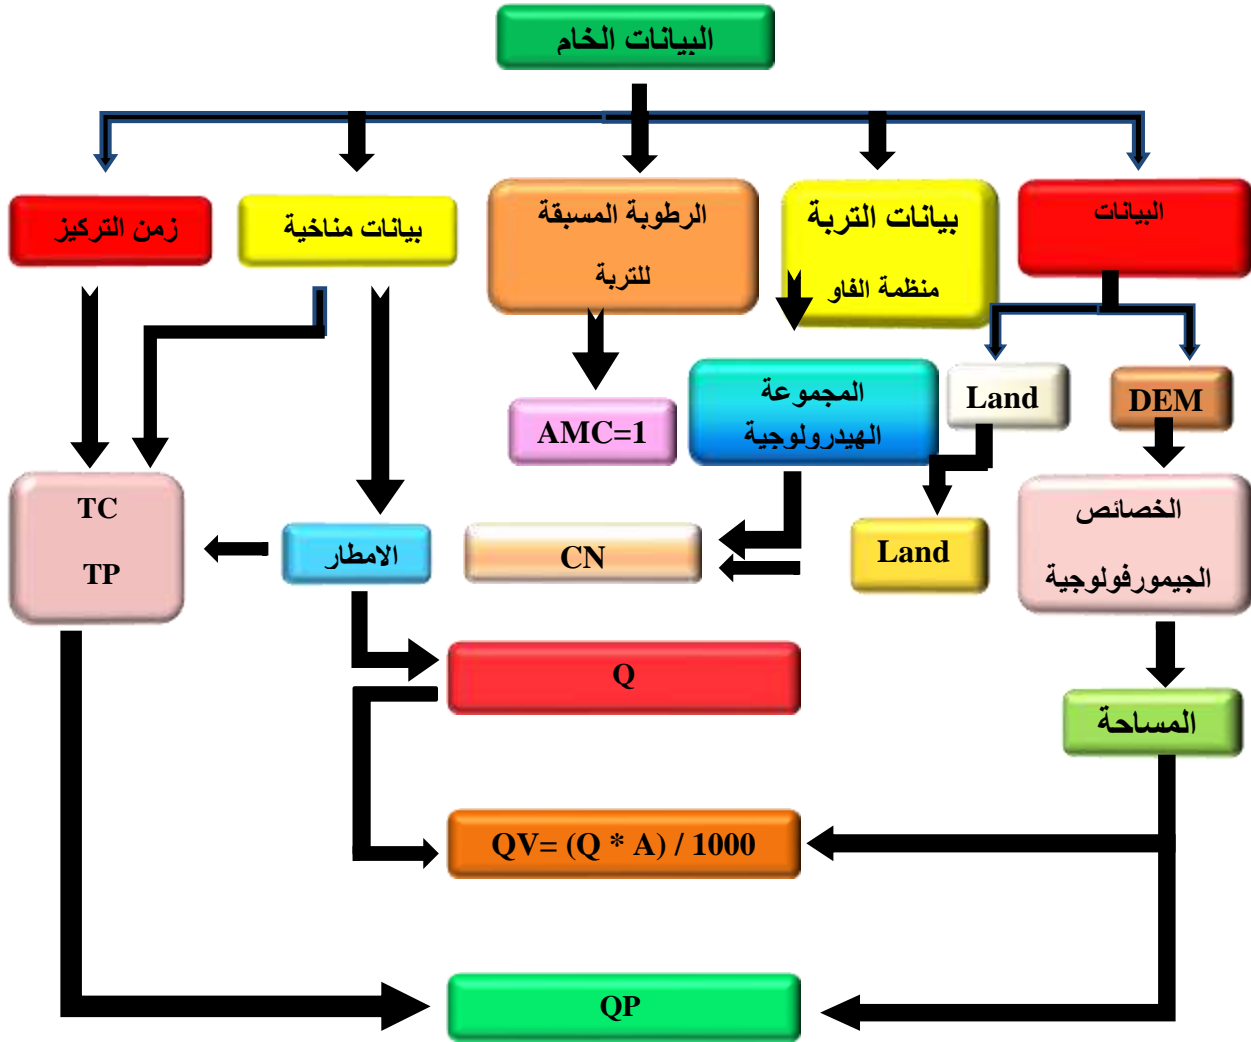 البيانات الخام
البيانات
بيانات التربة
منظمة الفاو
الرطوبة المسبقة
للتربة
بيانات مناخية
زمن التركيز
DEM
Land
المجموعة
الهيدرولوجية
AMC=1
الخصائص
الجيمورفولوجية
Land
CN
الامطار
TC
TP
Q
المساحة
QV= (Q * A) / 1000
QP